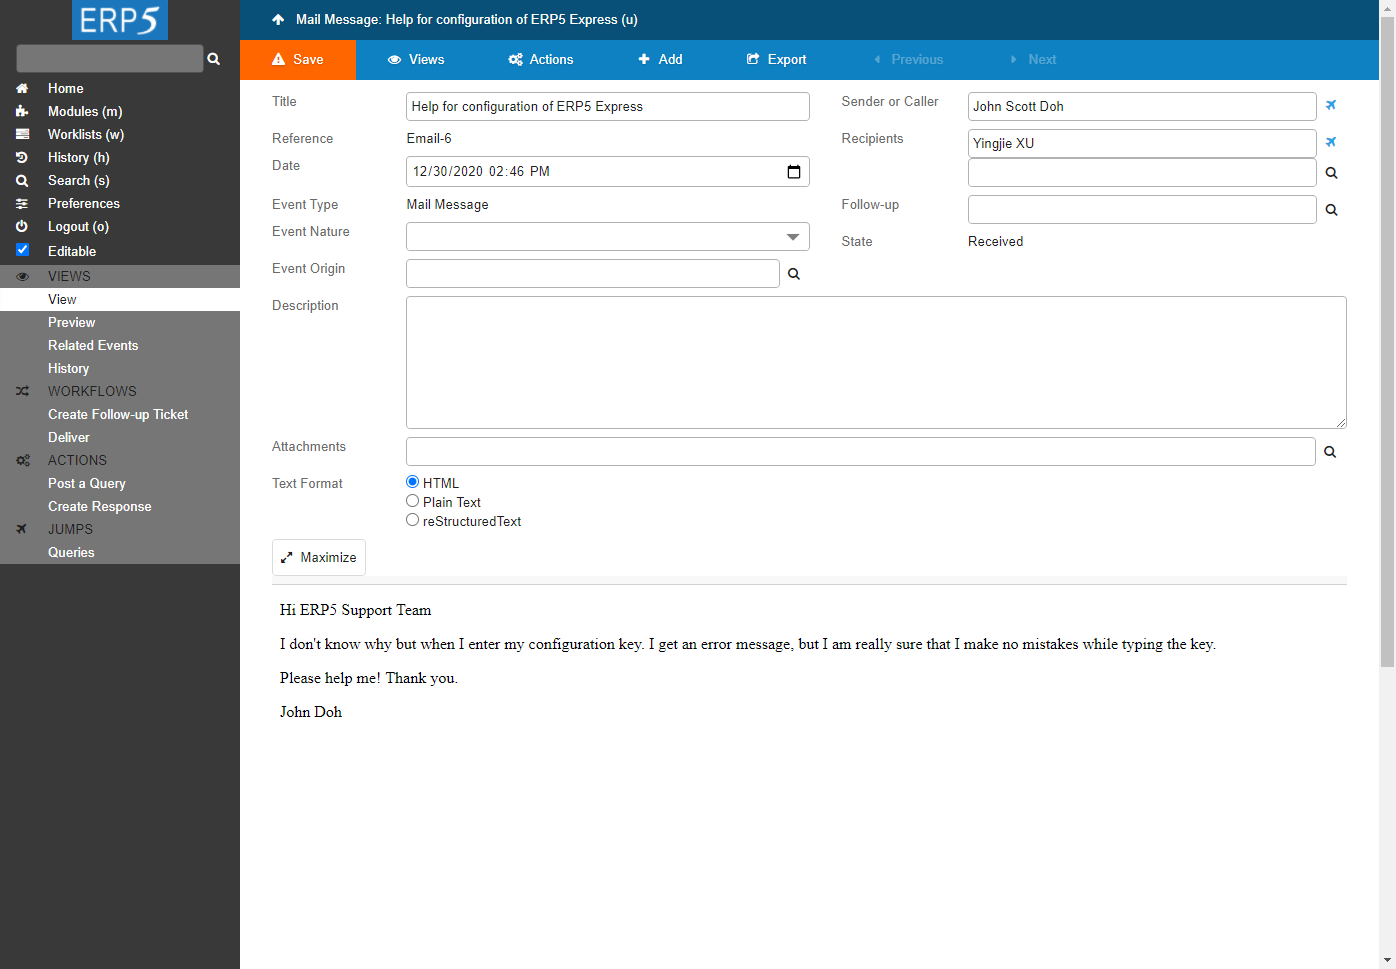 ERP5
Home
Modules (m)
Worklists (w)
History (h)
Search (s)
Preferences
Logout (o)
Editable
VIEWS
View
Preview
Related Events
History
WORKFLOWS
Create Follow-up Ticket
Deliver
ACTIONS
Post a Query
Create Response
JUMPS
Queries
Mail Message: Help for configuration of ERP5 Express (u)
Save Views Actions Add Export Previous Next
Title Help for configuration of ERP5 Express
Reference Email-6
Date 12/30/2020 02:46 PM
Event Type Mail Message
Event Nature
Event Origin
Sender or Caller John Scott Doh
Recipients Yingjie XU
Follow-up
State Received
Description
Attachments
Text Format HTML
Plain Text
reStructuredText
Maximize
Hi ERP5 Support Team
I don't know why but when I enter my configuration key. I get an error message, but I am really sure that I make no mistakes while typing the key.
Please help me! Thank you.
John Doh